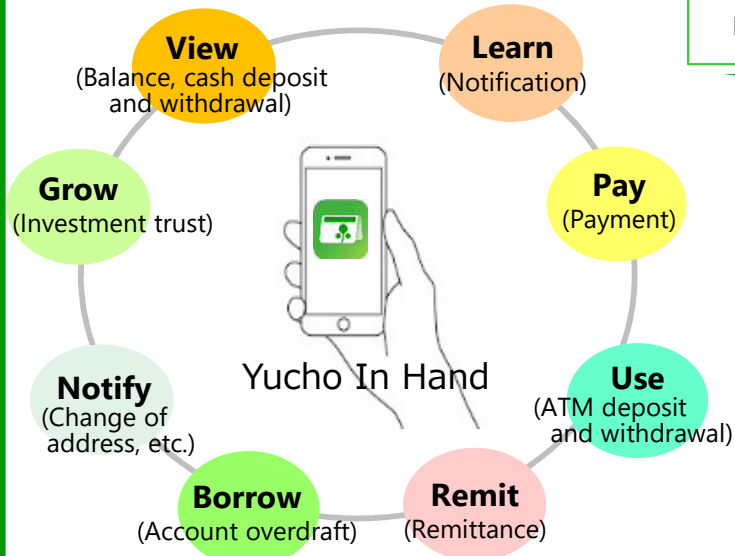 View
(Balance, cash deposit
and withdrawal)
Learn
(Notification)
Grow
(Investment trust)
Pay
(Payment)
Yucho In Hand
Notify
(Change of
address, etc.)
Use
(ATM deposit
and withdrawal)
Borrow
(Account overdraft)
Remit
(Remittance)